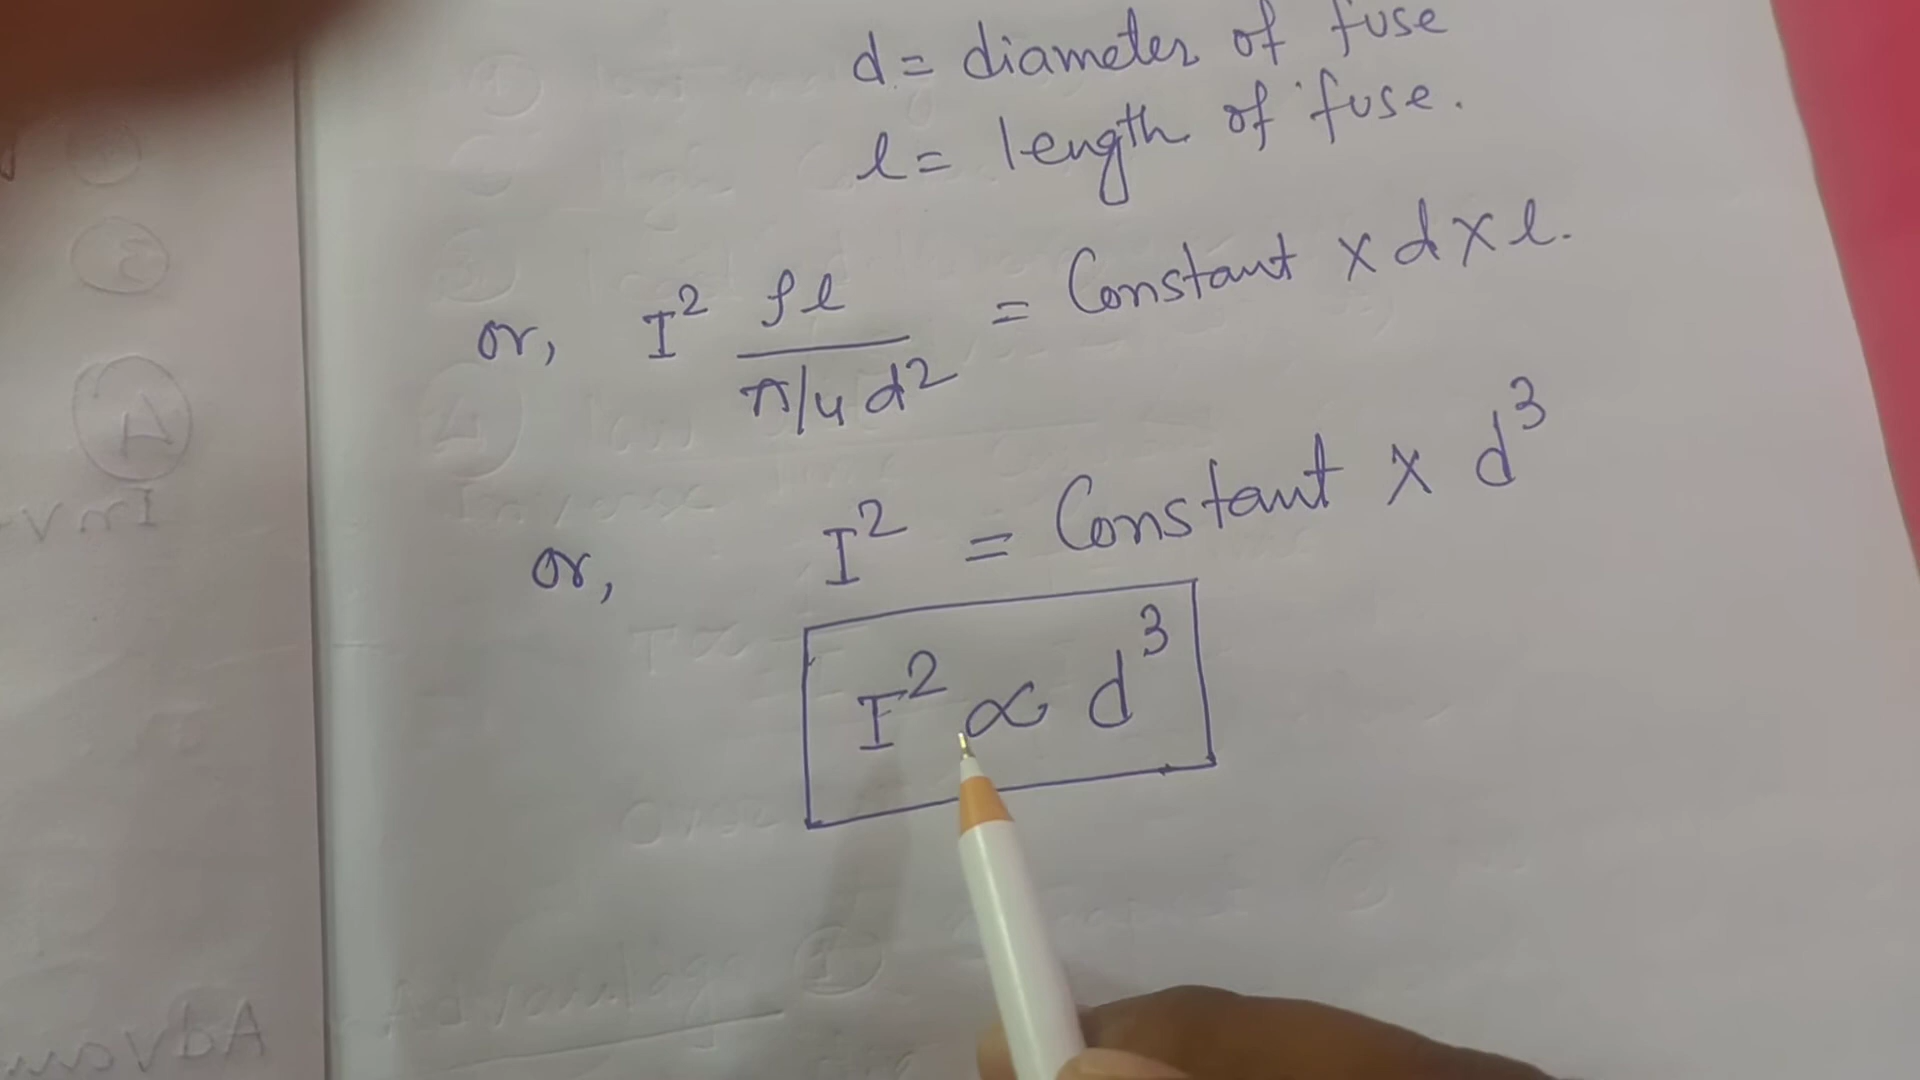 d = diameter of fuse
l = length of fuse.
or, I² ρl / π/4 d² = Constant × d × l.
or, I² = Constant × d³
I² ∝ d³